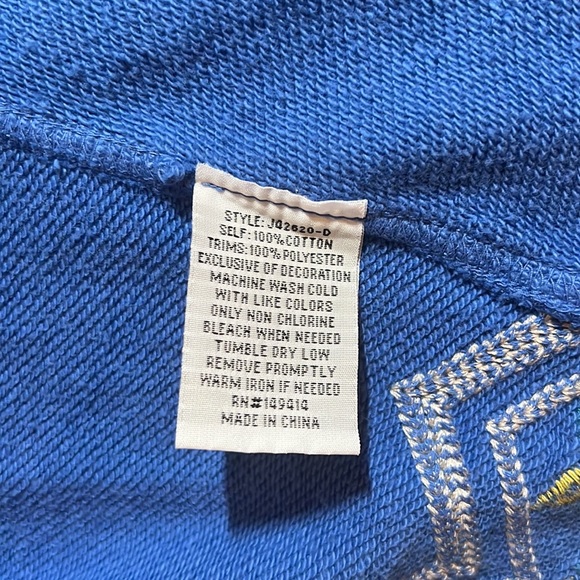 STYLE: J42620-D
SELF: 100% COTTON
TRIMS: 100% POLYESTER
EXCLUSIVE OF DECORATION
MACHINE WASH COLD
WITH LIKE COLORS
ONLY NON CHLORINE
BLEACH WHEN NEEDED
TUMBLE DRY LOW
REMOVE PROMPTLY
WARM IRON IF NEEDED
RN#149414
MADE IN CHINA